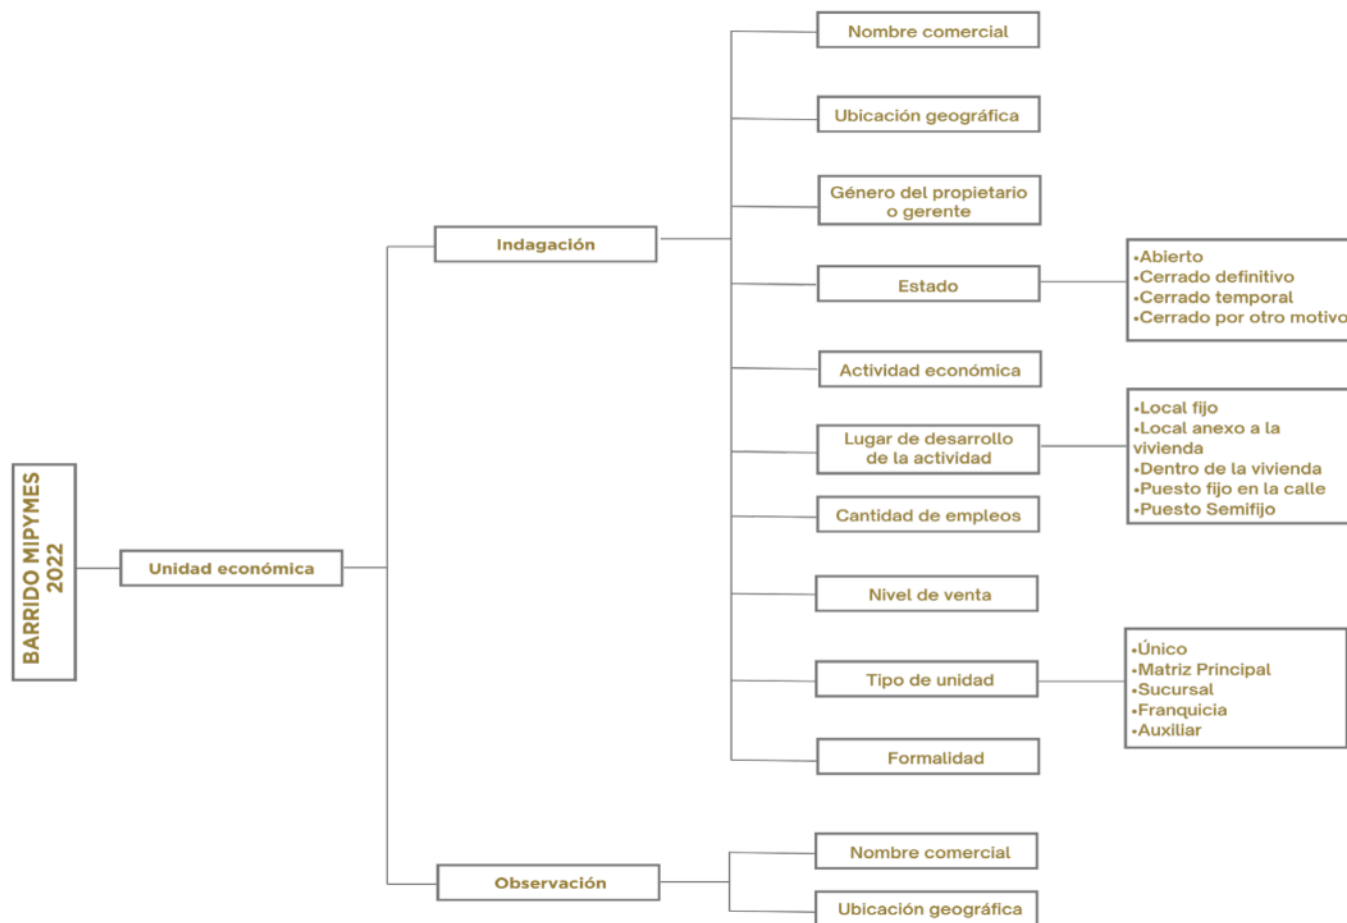 BARRIDO MIPYMES
2022
Unidad económica
Indagación
Nombre comercial
Ubicación geográfica
Género del propietario
o gerente
Estado
•Abierto
•Cerrado definitivo
•Cerrado temporal
•Cerrado por otro motivo
Actividad económica
Lugar de desarrollo
de la actividad
•Local fijo
•Local anexo a la
vivienda
•Dentro de la vivienda
•Puesto fijo en la calle
•Puesto Semifijo
Cantidad de empleos
Nivel de venta
Tipo de unidad
•Único
•Matriz Principal
•Sucursal
•Franquicia
•Auxiliar
Formalidad
Observación
Nombre comercial
Ubicación geográfica